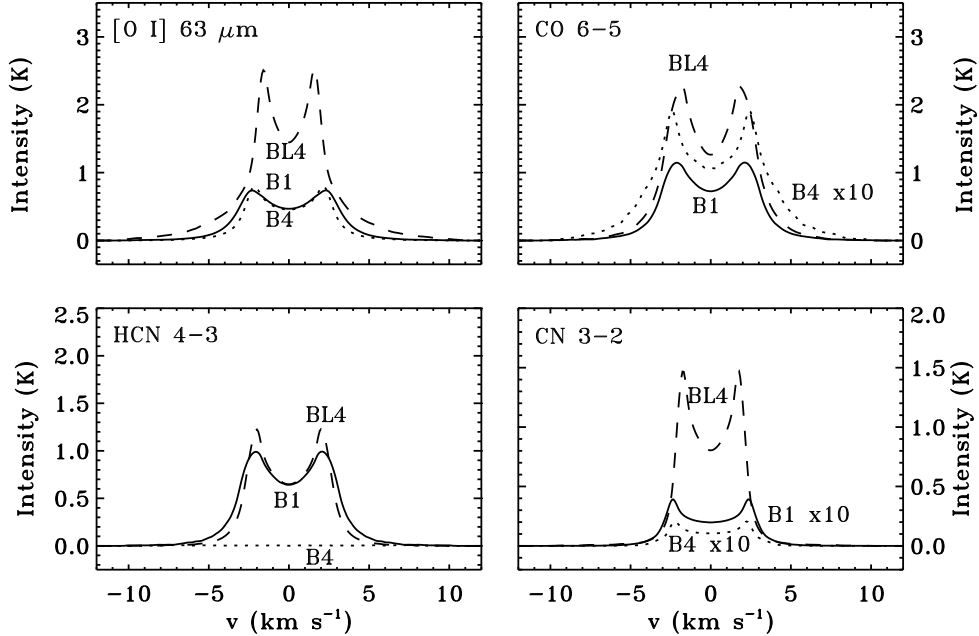 [O I] 63 μm
CO 6−5
3
2
1
0
Intensity (K)
BL4
B1
B4
BL4
B1
B4 x10
3
2
1
0
Intensity (K)
HCN 4−3
CN 3−2
2.5
2.0
1.5
1.0
0.5
0.0
Intensity (K)
BL4
B1
B4
BL4
B1 x10
B4 x10
2.0
1.5
1.0
0.5
0.0
Intensity (K)
−10 −5 0 5 10
v (km s⁻¹)
−10 −5 0 5 10
v (km s⁻¹)